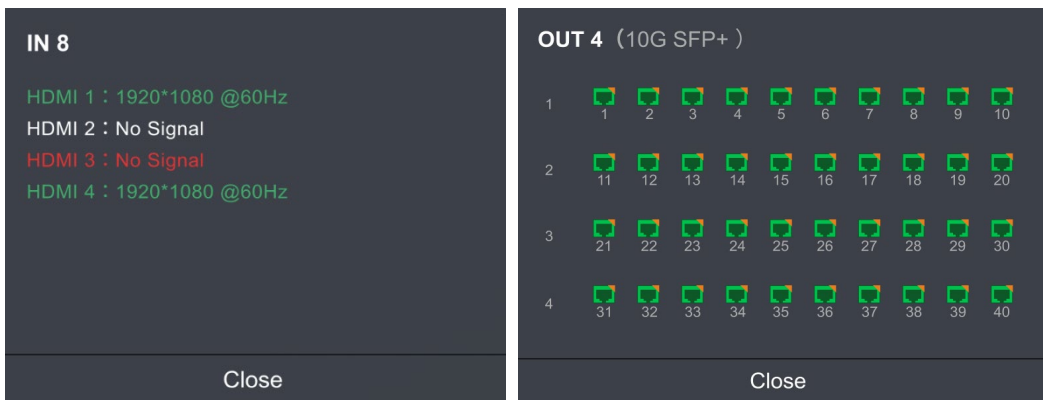 IN 8
HDMI 1：1920*1080 @60Hz
HDMI 2：No Signal
HDMI 3：No Signal
HDMI 4：1920*1080 @60Hz
Close
OUT 4（10G SFP+ ）
1
1 2 3 4 5 6 7 8 9 10
2
11 12 13 14 15 16 17 18 19 20
3
21 22 23 24 25 26 27 28 29 30
4
31 32 33 34 35 36 37 38 39 40
Close